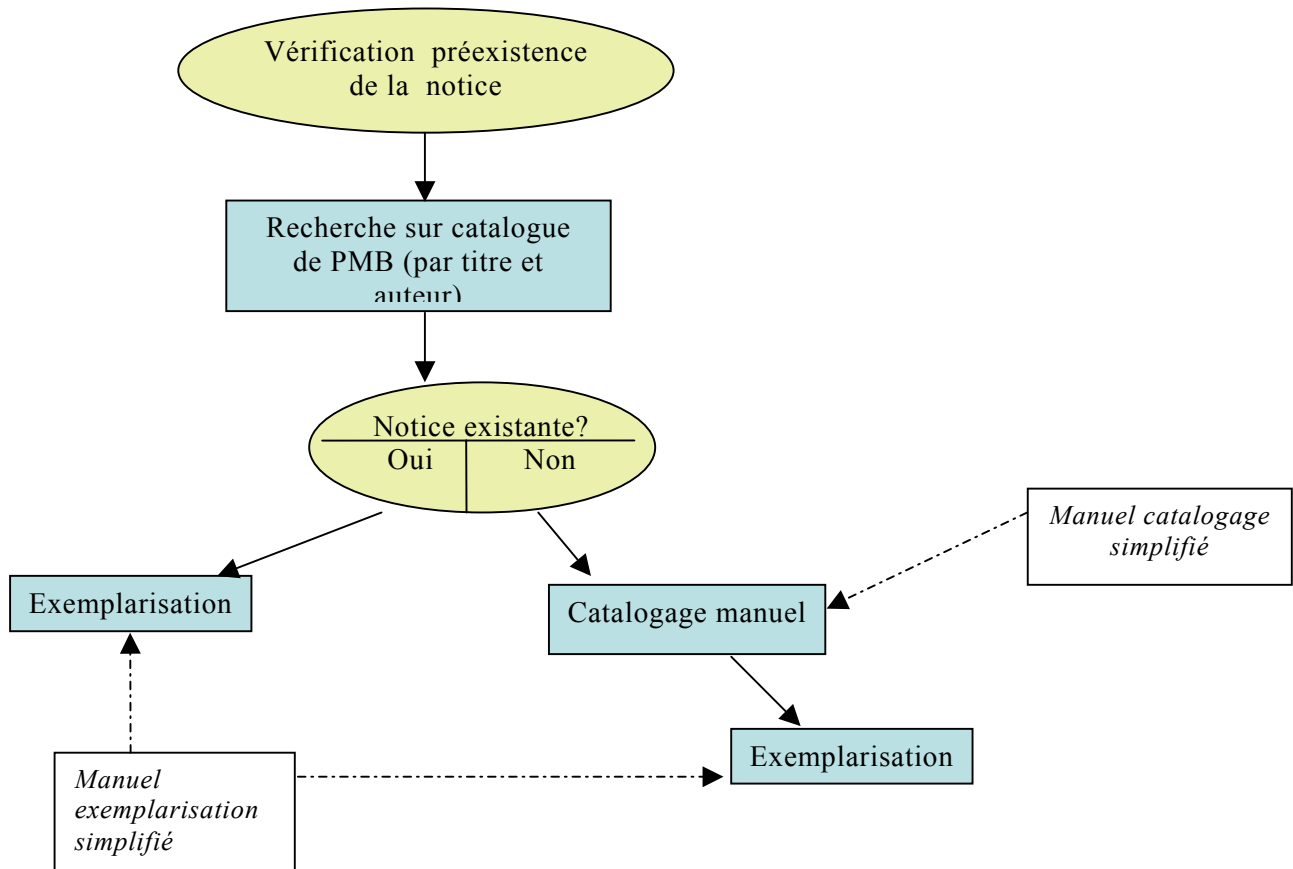 Vérification préexistence
de la notice
Recherche sur catalogue
de PMB (par titre et
auteur)
Notice existante?
Oui Non
Manuel catalogage
simplifié
Exemplarisation
Catalogage manuel
Exemplarisation
Manuel
exemplarisation
simplifié